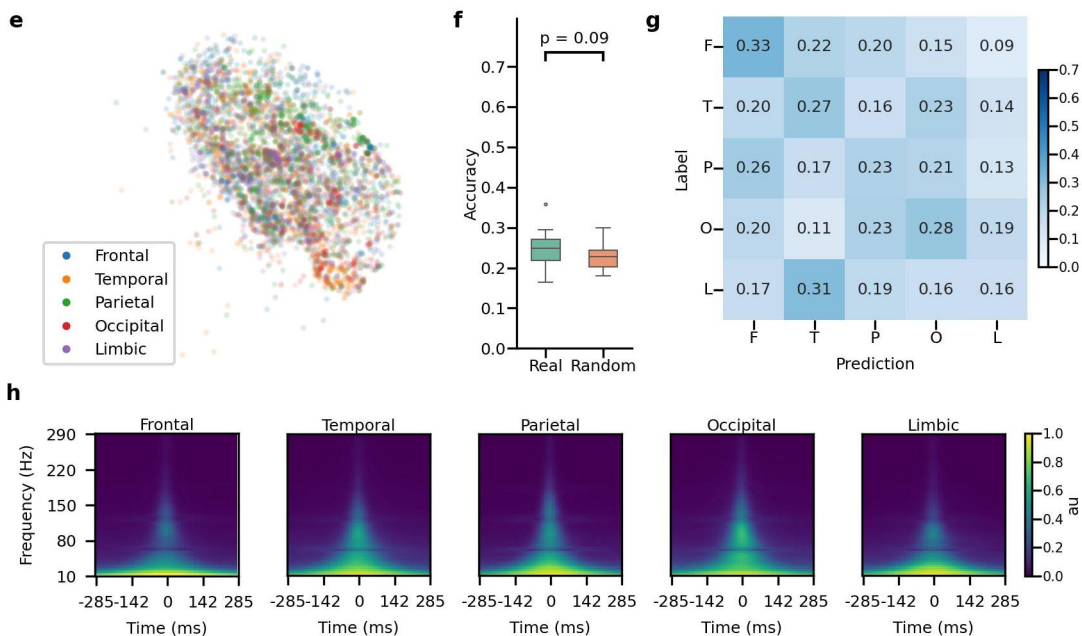 e
Frontal
Temporal
Parietal
Occipital
Limbic
f
p = 0.09
Accuracy
0.7
0.6
0.5
0.4
0.3
0.2
0.1
0.0
Real Random
g
Label
F 0.33 0.22 0.20 0.15 0.09
T 0.20 0.27 0.16 0.23 0.14
P 0.26 0.17 0.23 0.21 0.13
O 0.20 0.11 0.23 0.28 0.19
L 0.17 0.31 0.19 0.16 0.16
F T P O L
Prediction
0.7
0.6
0.5
0.4
0.3
0.2
0.1
0.0
h
Frontal Temporal Parietal Occipital Limbic
Frequency (Hz)
290
220
150
80
10
-285 -142 0 142 285
-285 -142 0 142 285
-285 -142 0 142 285
-285 -142 0 142 285
-285 -142 0 142 285
Time (ms) Time (ms) Time (ms) Time (ms) Time (ms)
1.0
0.8
0.6
0.4
0.2
0.0
au